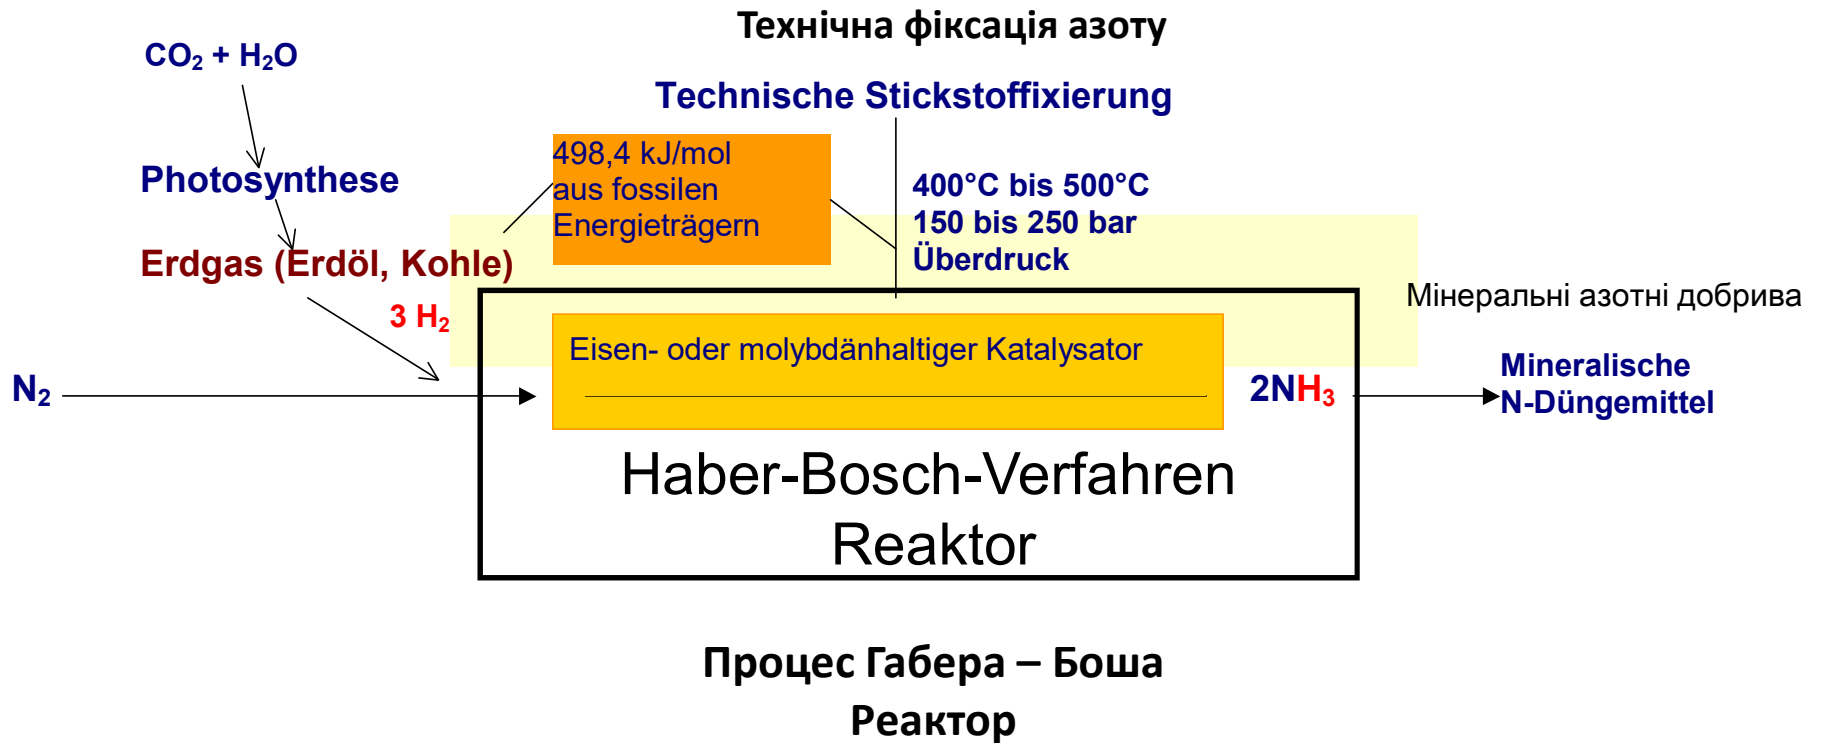 Технічна фіксація азоту
CO₂ + H₂O
Technische Stickstoffixierung
498,4 kJ/mol
aus fossilen
Energieträgern
Photosynthese
400°C bis 500°C
150 bis 250 bar
Überdruck
Erdgas (Erdöl, Kohle)
3 H₂
Мінеральні азотні добрива
Eisen- oder molybdänhaltiger Katalysator
N₂
2NH₃
Mineralische
N-Düngemittel
Haber-Bosch-Verfahren
Reaktor
Процес Габера – Боша
Реактор